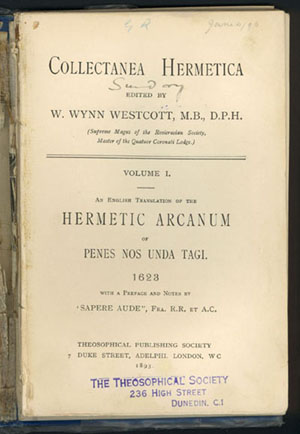 COLLECTANEA HERMETICA
EDITED BY
W. WYNN WESTCOTT, M.B., D.P.H.
(Supreme Magus of the Rosicrucian Society,
Master of the Quatuor Coronati Lodge.)
VOLUME I.
AN ENGLISH TRANSLATION OF THE
HERMETIC ARCANUM
OF
PENES NOS UNDA TAGI.
1623
WITH A PREFACE AND NOTES BY
"SAPERE AUDE", FRA. R.R. ET A.C.
THEOSOPHICAL PUBLISHING SOCIETY
7 DUKE STREET, ADELPHI. LONDON, WC
1893.
THE THEOSOPHICAL SOCIETY
236 HIGH STREET
DUNEDIN, C.1